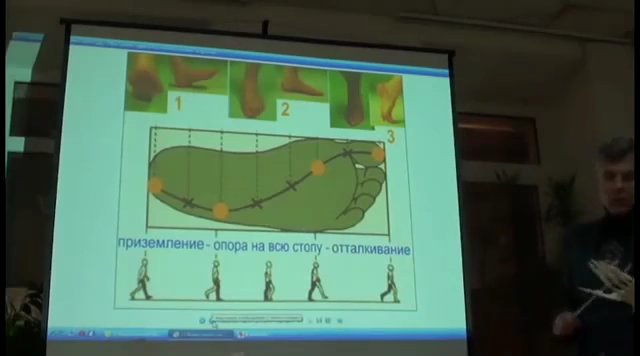 1
2
3
приземление - опора на всю стопу - отталкивание